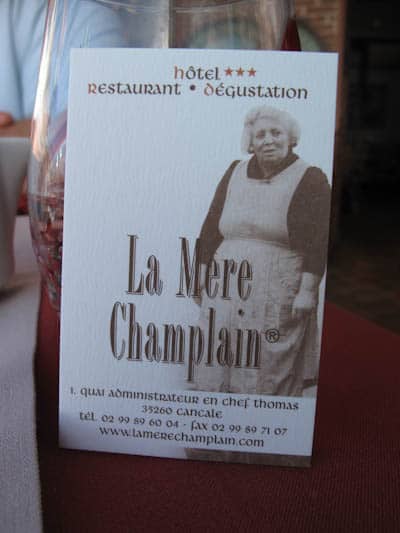 Hôtel★★★
Restaurant • Dégustation
La Mere
Champlain®
1, quai administrateur en chef thomas
35260 cancale
tél. 02 99 89 60 04 - fax 02 99 89 71 07
www.lamerechamplain.com